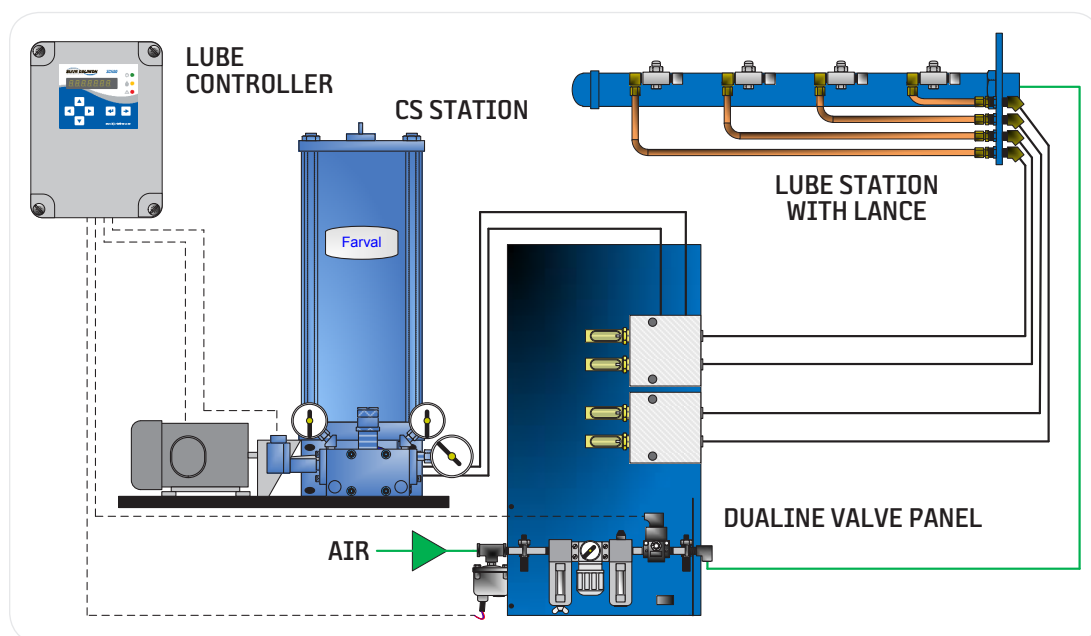 LUBE
CONTROLLER
CS STATION
Farval
LUBE STATION
WITH LANCE
DUALINE VALVE PANEL
AIR